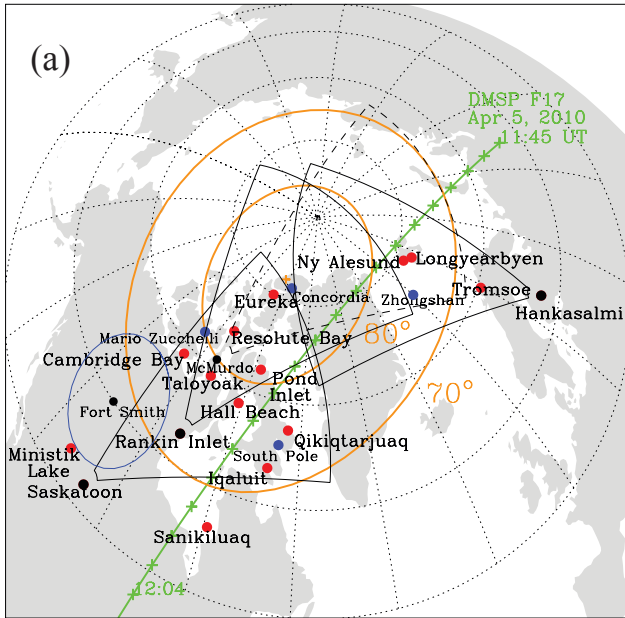 (a)
DMSP F17
Apr 5, 2010
11:45 UT
Ny Alesund
Longyearbyen
Eureka
Concordia
Zhongshan
Tromsoe
Hankasalmi
Mario Zucchelli
Resolute Bay
80°
Cambridge Bay
McMurdo
Taloyoak
Pond
Inlet
70°
Fort Smith
Hall Beach
Rankin Inlet
Qikiqtarjuaq
Ministik
Lake
South Pole
Saskatoon
Iqaluit
Sanikiluaq
12:04